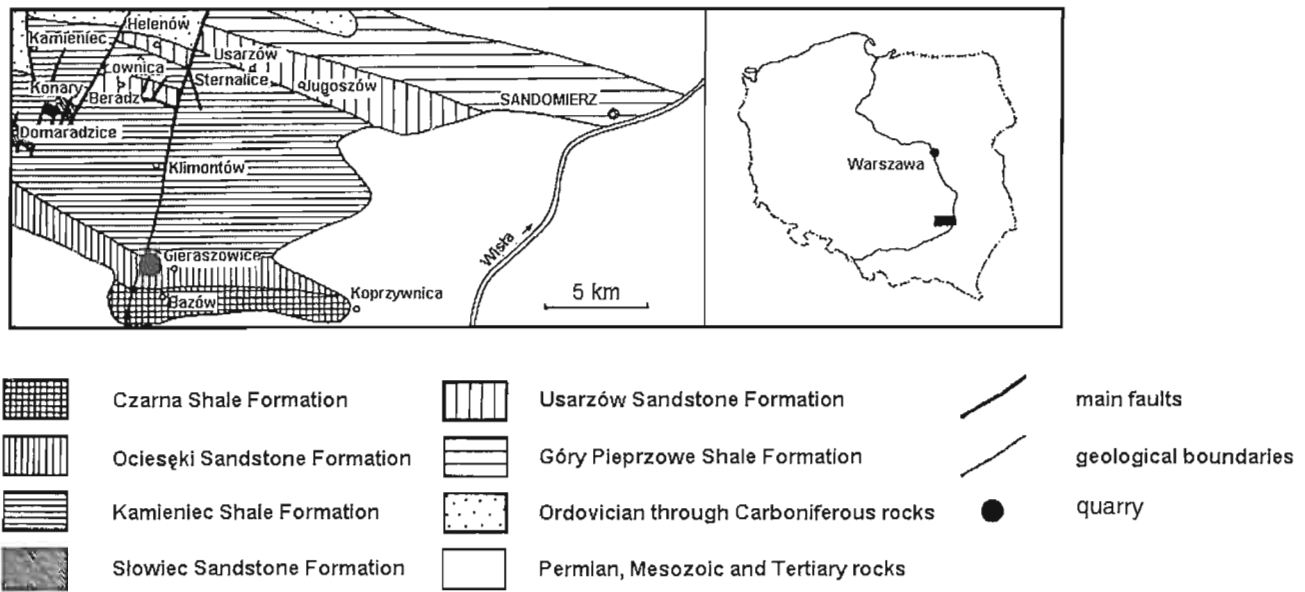 Helenów
Kamieniec
Usarzów
Łownica
Sternalice
Jugoszów
Konary
Beradz
SANDOMIERZ
Domaradzice
Klimontów
Gieraszowice
Bazów
Koprzywnica
Wisła
5 km
Warszawa
Czarna Shale Formation
Usarzów Sandstone Formation
main faults
Ociesęki Sandstone Formation
Góry Pieprzowe Shale Formation
geological boundaries
Kamieniec Shale Formation
Ordovician through Carboniferous rocks
quarry
Słowiec Sandstone Formation
Permian, Mesozoic and Tertiary rocks